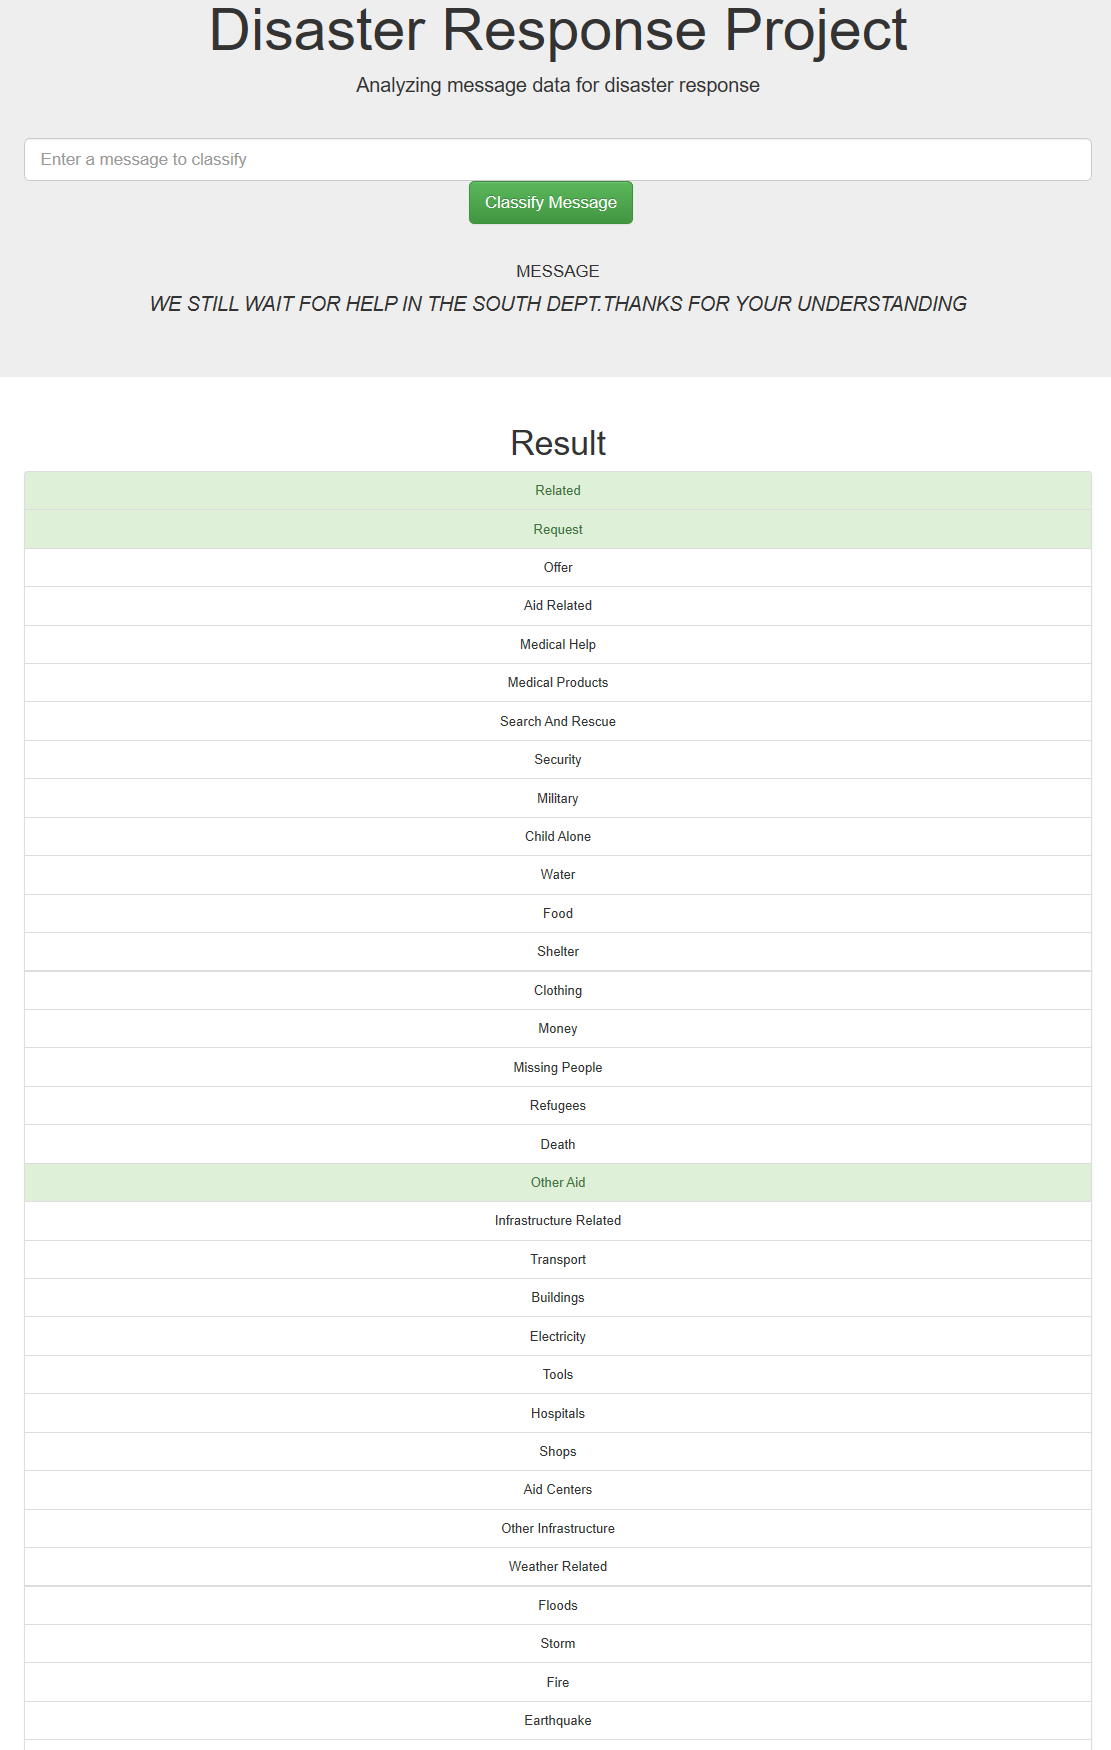 Disaster Response Project
Analyzing message data for disaster response
Enter a message to classify
Classify Message
MESSAGE
WE STILL WAIT FOR HELP IN THE SOUTH DEPT.THANKS FOR YOUR UNDERSTANDING
Result
Related
Request
Offer
Aid Related
Medical Help
Medical Products
Search And Rescue
Security
Military
Child Alone
Water
Food
Shelter
Clothing
Money
Missing People
Refugees
Death
Other Aid
Infrastructure Related
Transport
Buildings
Electricity
Tools
Hospitals
Shops
Aid Centers
Other Infrastructure
Weather Related
Floods
Storm
Fire
Earthquake